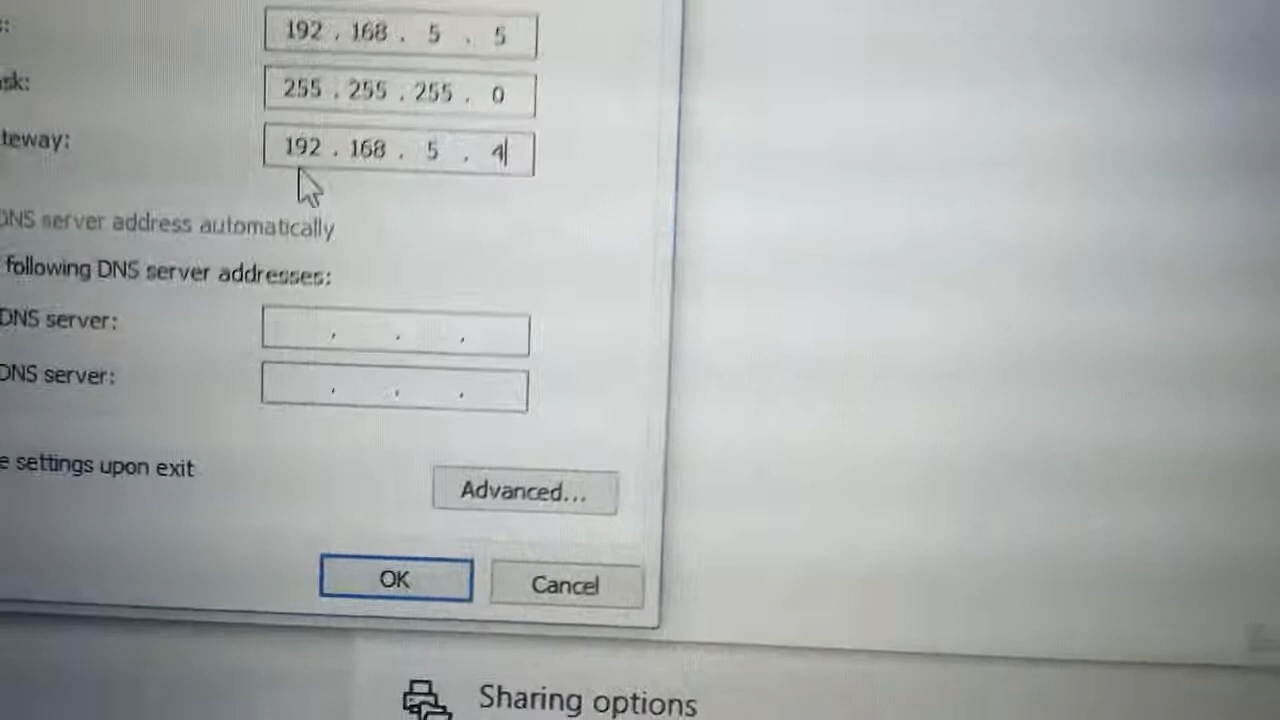 s:
192 . 168 . 5 . 5
ask:
255 . 255 . 255 . 0
teway:
192 . 168 . 5 . 4
DNS server address automatically
following DNS server addresses:
DNS server:
. . .
DNS server:
. . .
e settings upon exit
Advanced...
OK
Cancel
Sharing options